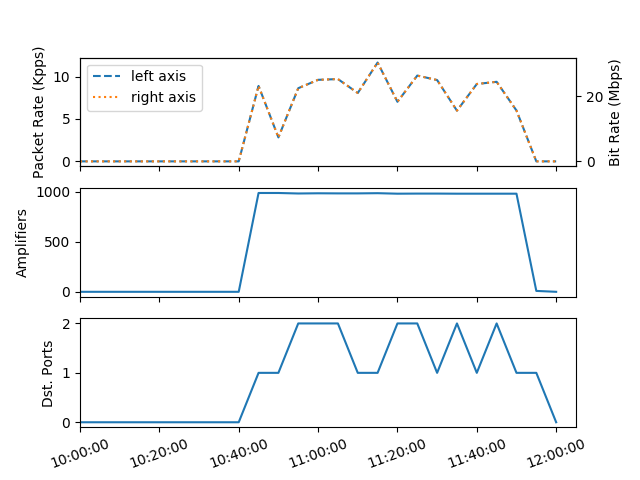 Packet Rate (Kpps)
10
5
0
left axis
right axis
20
0
Bit Rate (Mbps)
Amplifiers
1000
500
0
Dst. Ports
2
1
0
10:00:00 10:20:00 10:40:00 11:00:00 11:20:00 11:40:00 12:00:00